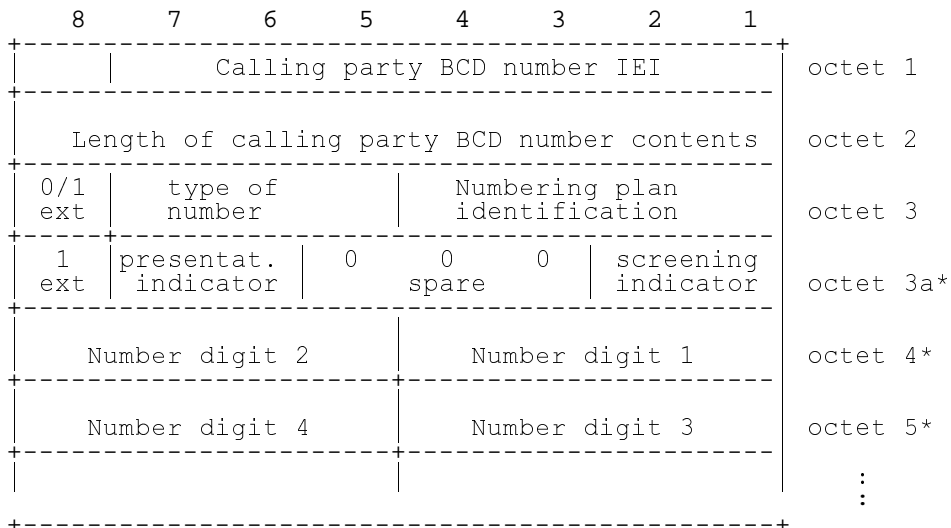 8 7 6 5 4 3 2 1
Calling party BCD number IEI octet 1
Length of calling party BCD number contents octet 2
0/1 type of Numbering plan
ext number identification octet 3
1 presentat. 0 0 0 screening
ext indicator spare indicator octet 3a*
Number digit 2 Number digit 1 octet 4*
Number digit 4 Number digit 3 octet 5*
:
: